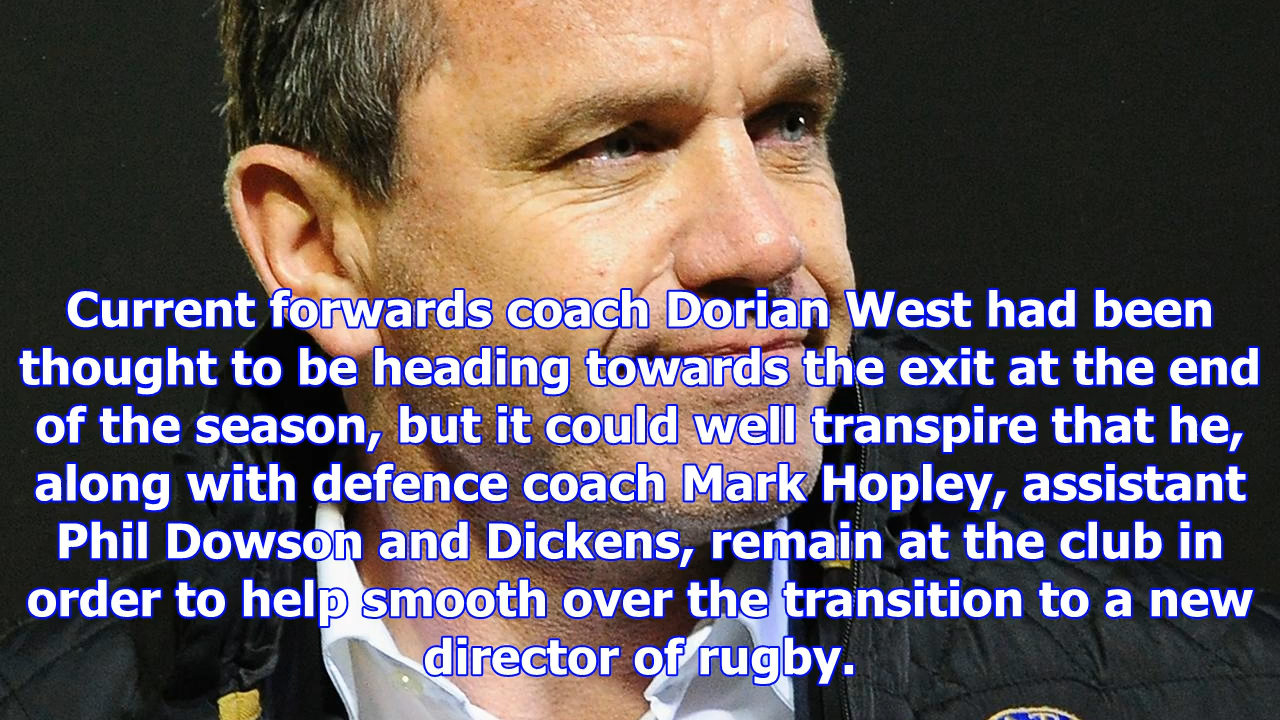 Current forwards coach Dorian West had been
thought to be heading towards the exit at the end
of the season, but it could well transpire that he,
along with defence coach Mark Hopley, assistant
Phil Dowson and Dickens, remain at the club in
order to help smooth over the transition to a new
director of rugby.